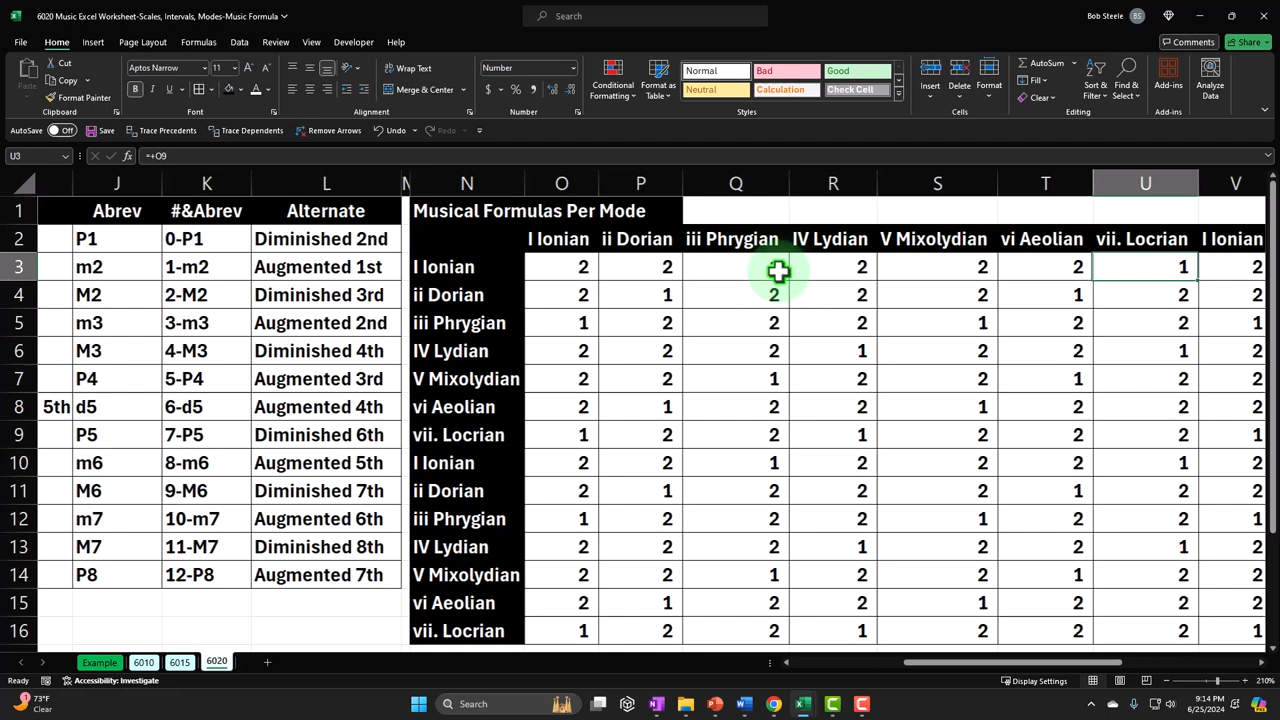 6020 Music Excel Worksheet-Scales, Intervals, Modes-Music Formula
Search
Bob Steele BS
File Home Insert Page Layout Formulas Data Review View Developer Help
Comments Share
Paste
Cut
Copy
Format Painter
Clipboard
Aptos Narrow 11
Font
Wrap Text
Merge & Center
Alignment
Number
Number
Conditional Formatting
Format as Table
Normal Bad Good
Neutral Calculation Check Cell
Styles
Insert Delete Format
Cells
AutoSum
Fill
Clear
Sort & Filter
Find & Select
Editing
Add-ins
Add-ins
Analyze Data
AutoSave Off Save Trace Precedents Trace Dependents Remove Arrows Undo Redo
U3 fx =+O9
J K L M N O P Q R S T U V
1 Abrev #&Abrev Alternate Musical Formulas Per Mode
2 P1 0-P1 Diminished 2nd I Ionian ii Dorian iii Phrygian IV Lydian V Mixolydian vi Aeolian vii. Locrian I Ionian
3 m2 1-m2 Augmented 1st I Ionian 2 2 2 2 2 1 2
4 M2 2-M2 Diminished 3rd ii Dorian 2 1 2 2 2 1 2 2
5 m3 3-m3 Augmented 2nd iii Phrygian 1 2 2 2 1 2 2 1
6 M3 4-M3 Diminished 4th IV Lydian 2 2 2 1 2 2 1 2
7 P4 5-P4 Augmented 3rd V Mixolydian 2 2 1 2 2 1 2 2
8 5th d5 6-d5 Augmented 4th vi Aeolian 2 1 2 2 1 2 2 2
9 P5 7-P5 Diminished 6th vii. Locrian 1 2 2 1 2 2 2 1
10 m6 8-m6 Augmented 5th I Ionian 2 2 1 2 2 2 1 2
11 M6 9-M6 Diminished 7th ii Dorian 2 1 2 2 2 1 2 2
12 m7 10-m7 Augmented 6th iii Phrygian 1 2 2 2 1 2 2 1
13 M7 11-M7 Diminished 8th IV Lydian 2 2 2 1 2 2 1 2
14 P8 12-P8 Augmented 7th V Mixolydian 2 2 1 2 2 1 2 2
15 vi Aeolian 2 1 2 2 1 2 2 2
16 vii. Locrian 1 2 2 1 2 2 2 1
Example 6010 6015 6020
Ready Accessibility: Investigate Display Settings 210%
73°F
Clear
Search
9:14 PM
6/25/2024